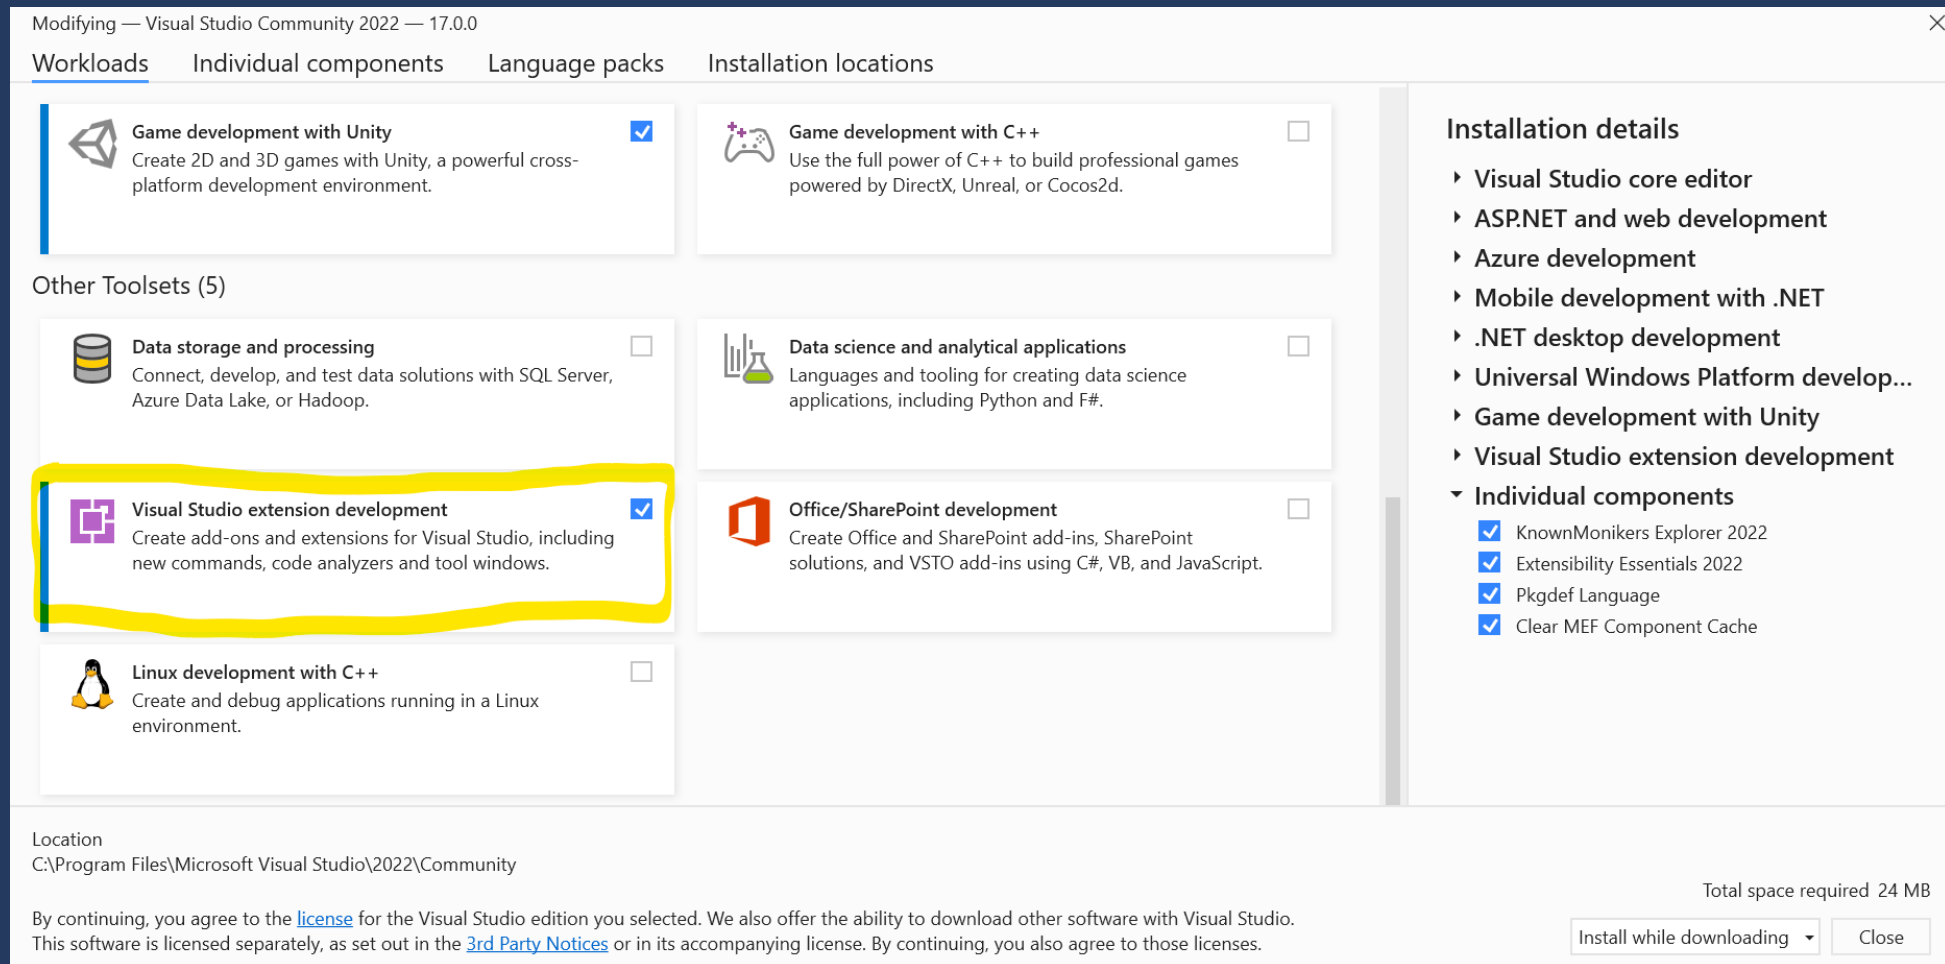 Modifying — Visual Studio Community 2022 — 17.0.0
Workloads
Individual components
Language packs
Installation locations
Game development with Unity
Create 2D and 3D games with Unity, a powerful cross-
platform development environment.
Game development with C++
Use the full power of C++ to build professional games
powered by DirectX, Unreal, or Cocos2d.
Other Toolsets (5)
Data storage and processing
Connect, develop, and test data solutions with SQL Server,
Azure Data Lake, or Hadoop.
Data science and analytical applications
Languages and tooling for creating data science
applications, including Python and F#.
Visual Studio extension development
Create add-ons and extensions for Visual Studio, including
new commands, code analyzers and tool windows.
Office/SharePoint development
Create Office and SharePoint add-ins, SharePoint
solutions, and VSTO add-ins using C#, VB, and JavaScript.
Linux development with C++
Create and debug applications running in a Linux
environment.
Installation details
Visual Studio core editor
ASP.NET and web development
Azure development
Mobile development with .NET
.NET desktop development
Universal Windows Platform develop...
Game development with Unity
Visual Studio extension development
Individual components
KnownMonikers Explorer 2022
Extensibility Essentials 2022
Pkgdef Language
Clear MEF Component Cache
Location
C:\Program Files\Microsoft Visual Studio\2022\Community
Total space required 24 MB
By continuing, you agree to the license for the Visual Studio edition you selected. We also offer the ability to download other software with Visual Studio.
This software is licensed separately, as set out in the 3rd Party Notices or in its accompanying license. By continuing, you also agree to those licenses.
Install while downloading
Close